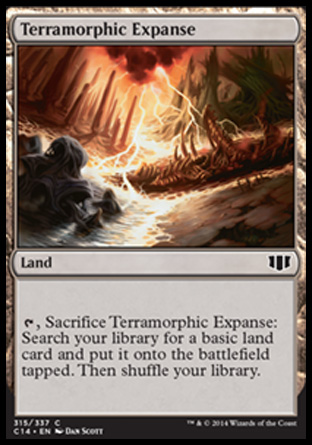 Terramorphic Expanse
Land
, Sacrifice Terramorphic Expanse:
Search your library for a basic land
card and put it onto the battlefield
tapped. Then shuffle your library.
315/337 C
C14 • EN Dan Scott
™ & © 2014 Wizards of the Coast